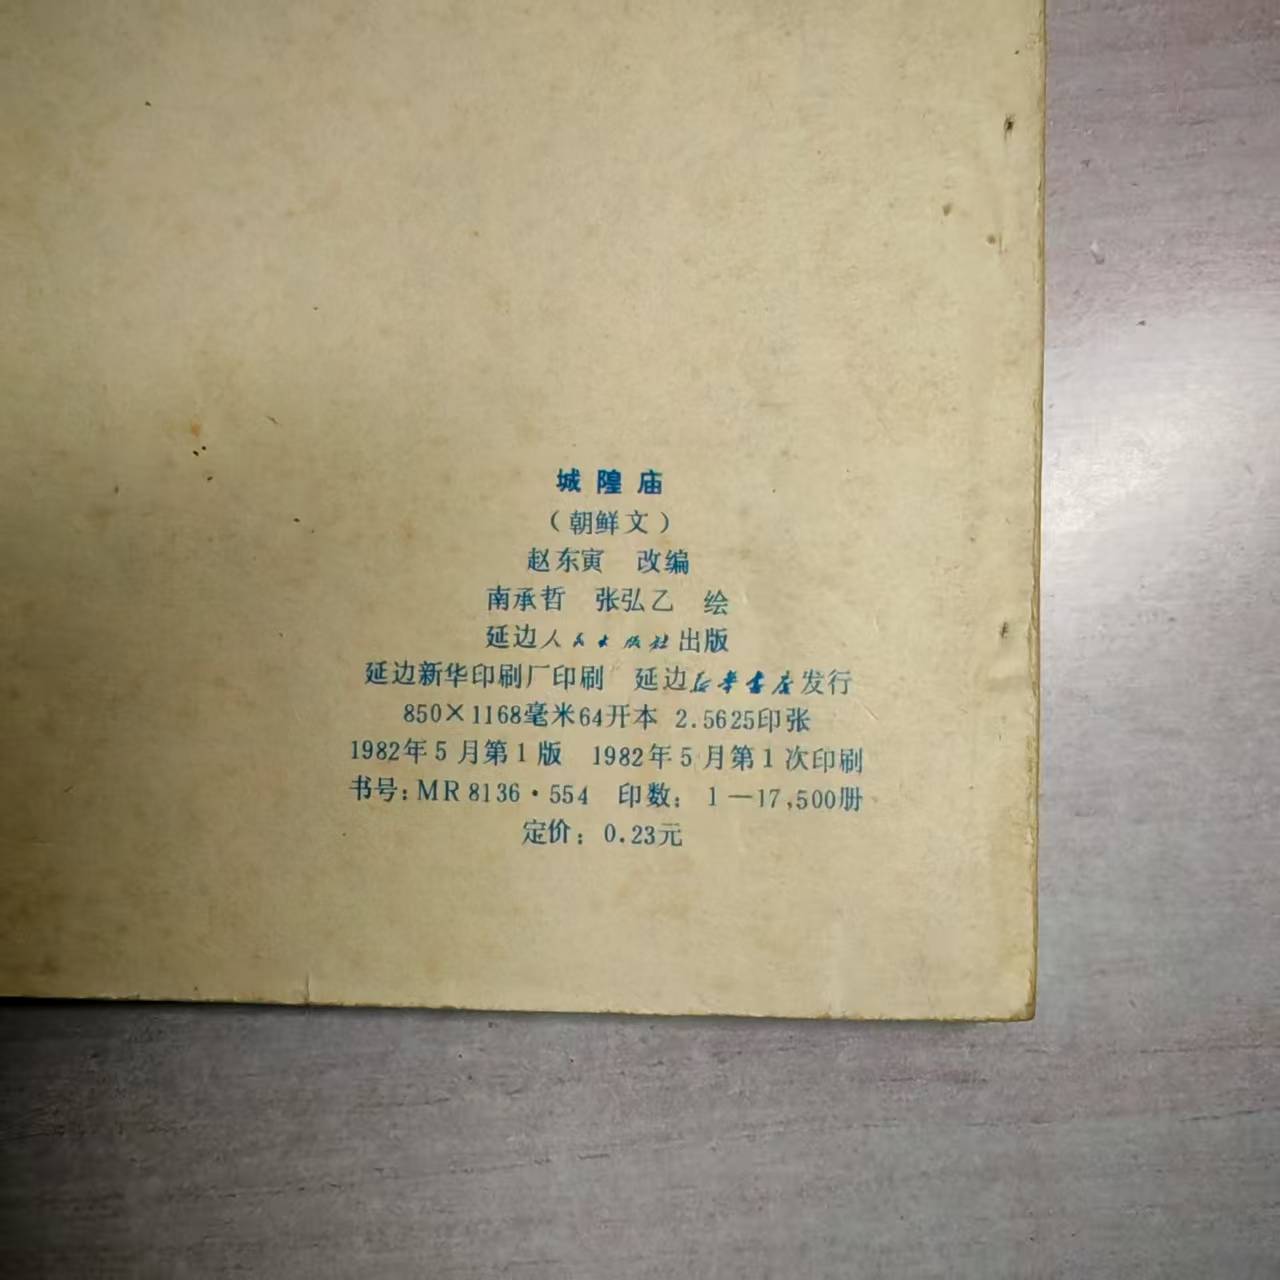 城隍庙
（朝鲜文）
赵东寅 改编
南承哲 张弘乙 绘
延边人民出版社出版
延边新华印刷厂印刷 延边新华书店发行
850×1168毫米64开本 2.5625印张
1982年5月第1版 1982年5月第1次印刷
书号：MR8136·554 印数：1—17,500册
定价：0.23元